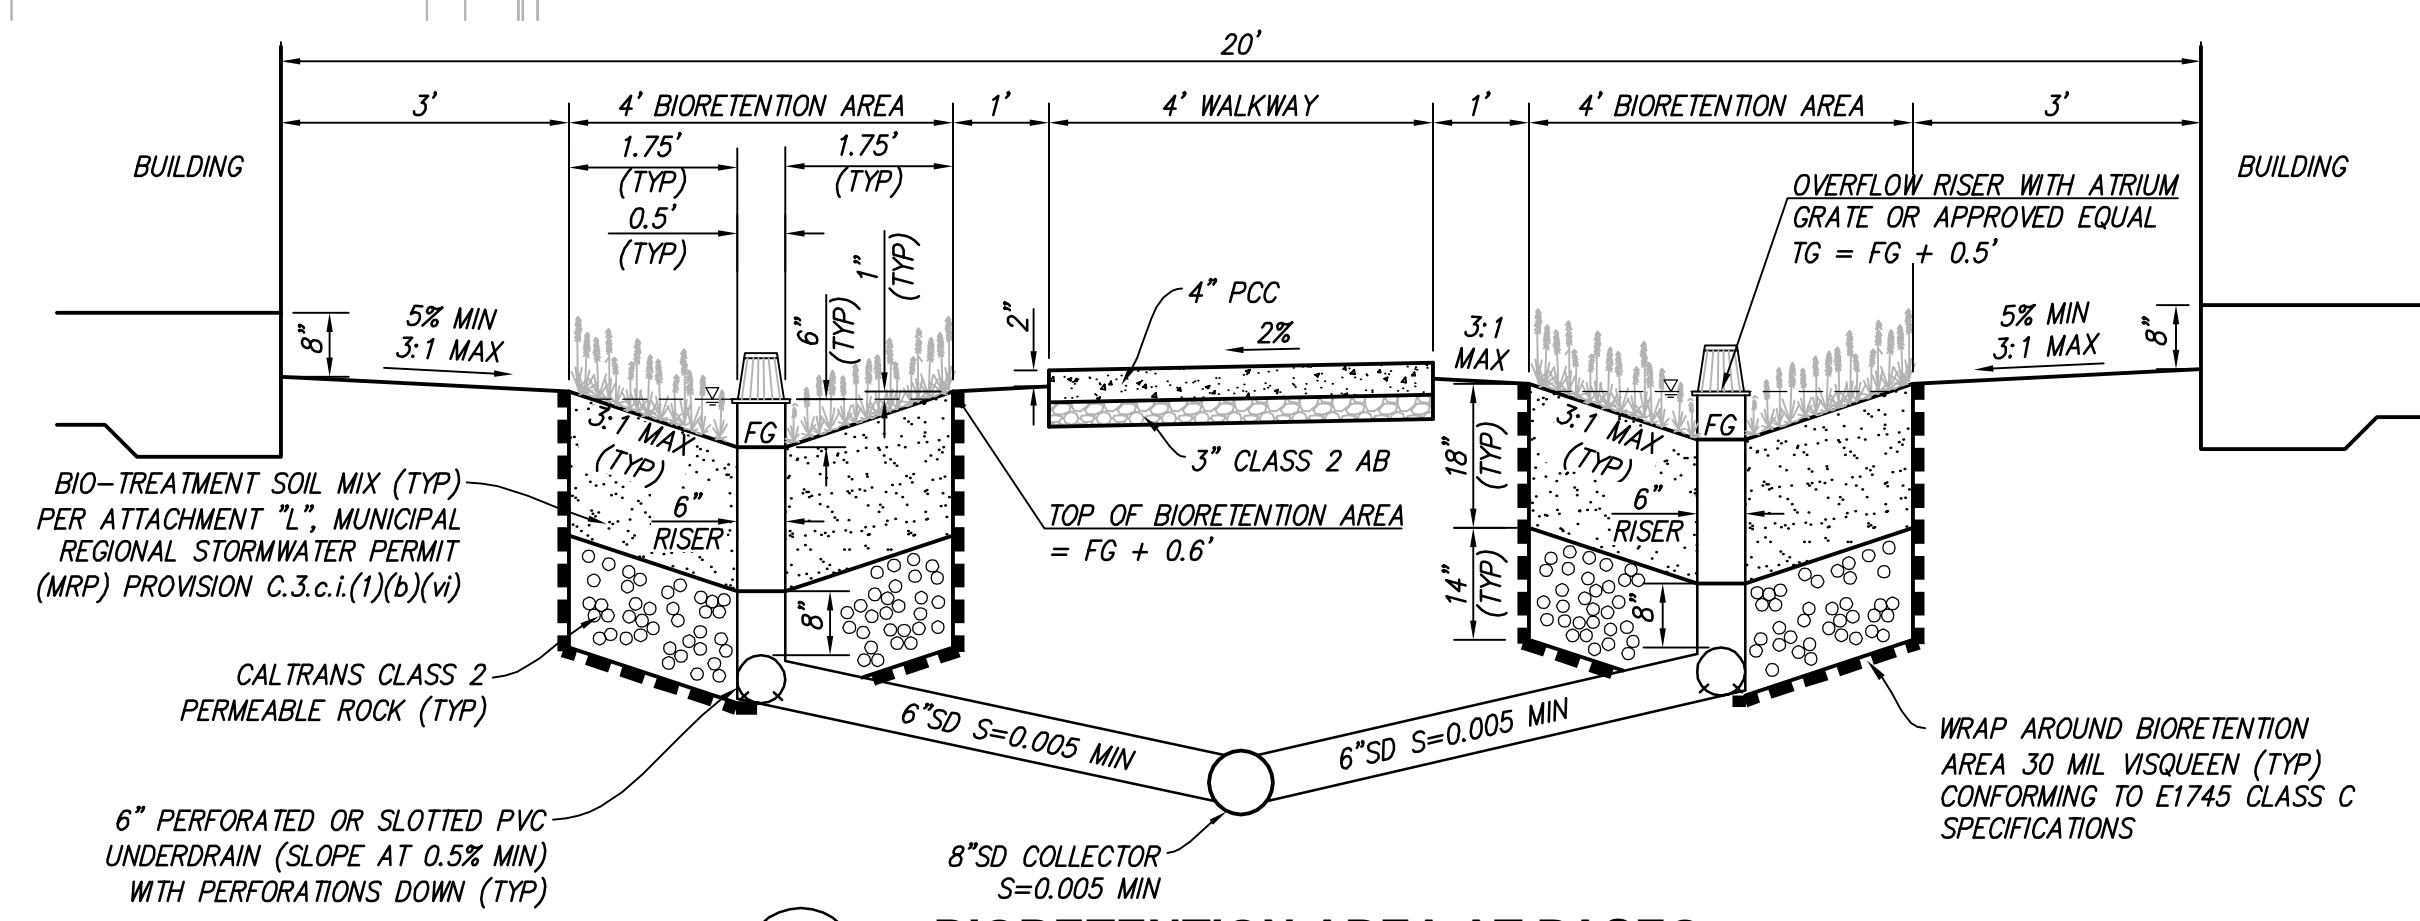 20'
3'
4' BIORETENTION AREA
1'
4' WALKWAY
1'
4' BIORETENTION AREA
3'
1.75'
(TYP)
1.75'
(TYP)
0.5'
(TYP)
BUILDING
BUILDING
OVERFLOW RISER WITH ATRIUM
GRATE OR APPROVED EQUAL
TG = FG + 0.5'
8"
5% MIN
3:1 MAX
6"
(TYP)
1"
(TYP)
2"
4" PCC
2%
3:1
MAX
5% MIN
3:1 MAX
8"
3:1 MAX
(TYP)
FG
3" CLASS 2 AB
18"
(TYP)
3:1 MAX
(TYP)
FG
BIO-TREATMENT SOIL MIX (TYP)
PER ATTACHMENT "L", MUNICIPAL
REGIONAL STORMWATER PERMIT
(MRP) PROVISION C.3.c.i.(1)(b)(vi)
6"
RISER
TOP OF BIORETENTION AREA
= FG + 0.6'
6"
RISER
14"
(TYP)
8"
8"
CALTRANS CLASS 2
PERMEABLE ROCK (TYP)
6"SD S=0.005 MIN
6"SD S=0.005 MIN
WRAP AROUND BIORETENTION
AREA 30 MIL VISQUEEN (TYP)
CONFORMING TO E1745 CLASS C
SPECIFICATIONS
6" PERFORATED OR SLOTTED PVC
UNDERDRAIN (SLOPE AT 0.5% MIN)
WITH PERFORATIONS DOWN (TYP)
8"SD COLLECTOR
S=0.005 MIN